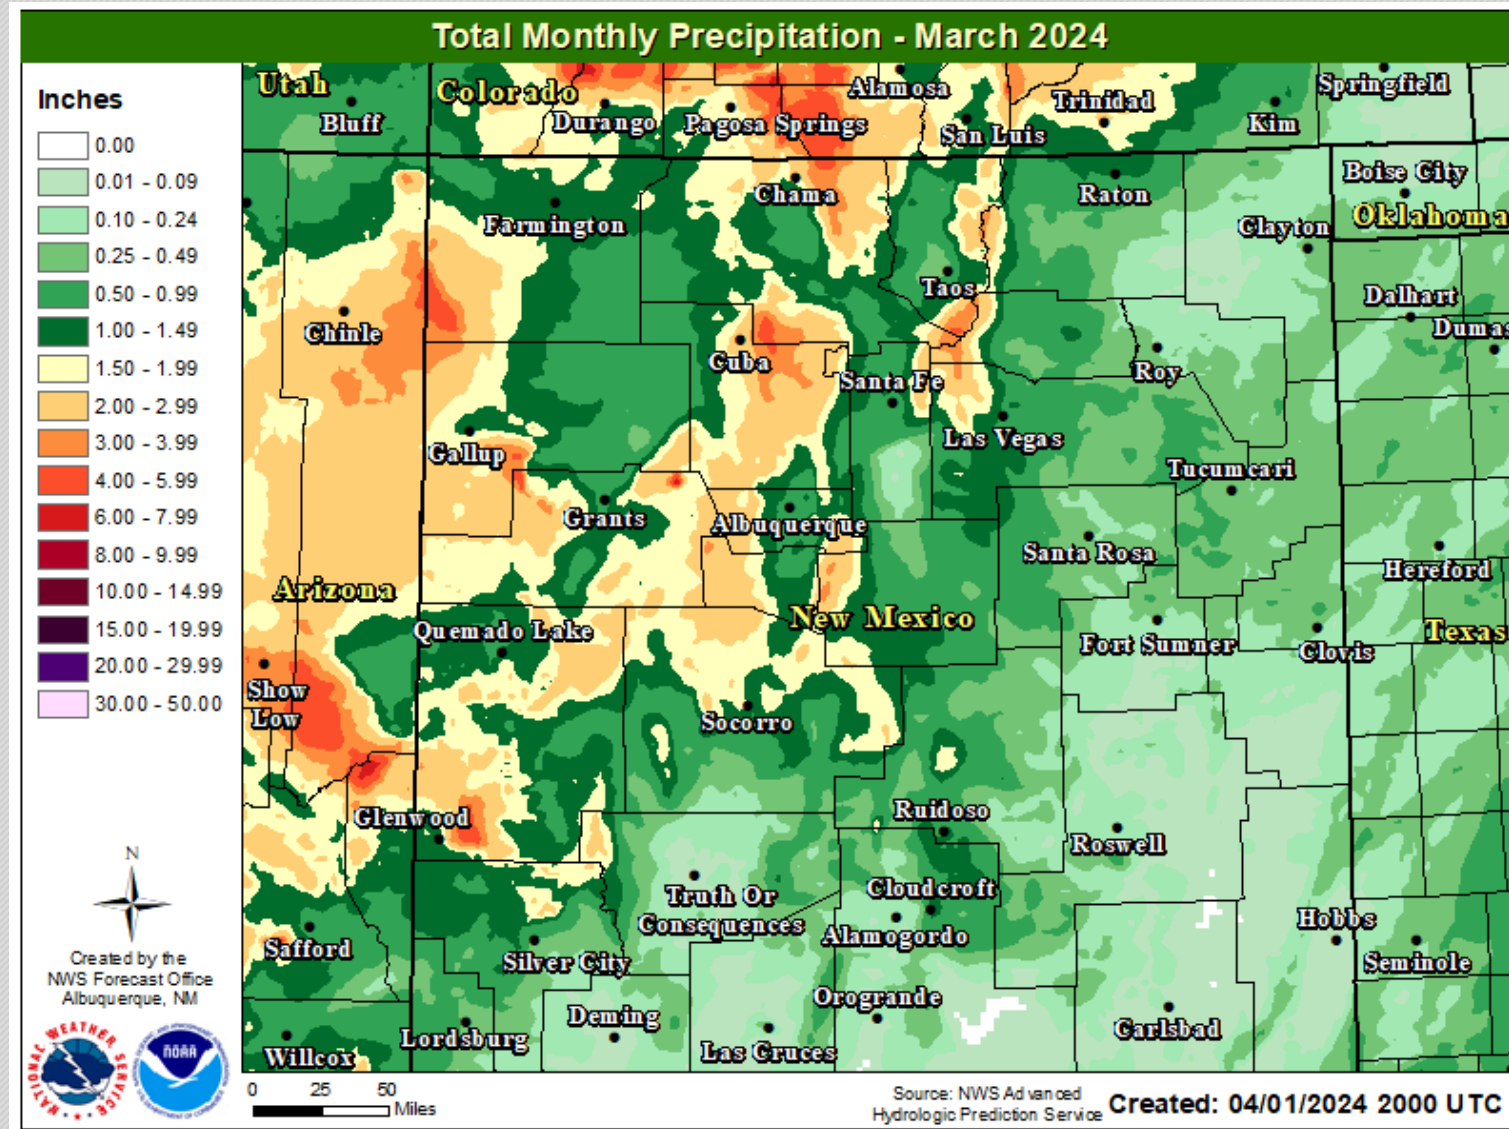 Total Monthly Precipitation - March 2024
Inches
0.00
0.01 - 0.09
0.10 - 0.24
0.25 - 0.49
0.50 - 0.99
1.00 - 1.49
1.50 - 1.99
2.00 - 2.99
3.00 - 3.99
4.00 - 5.99
6.00 - 7.99
8.00 - 9.99
10.00 - 14.99
15.00 - 19.99
20.00 - 29.99
30.00 - 50.00
Utah
Colorado
Alamosa
Springfield
Bluff
Durango
Pagosa Springs
San Luis
Trinidad
Kim
Boise City
Chama
Raton
Oklahoma
Farmington
Clayton
Taos
Dalhart
Chinle
Dumas
Cuba
Santa Fe
Roy
Gallup
Las Vegas
Tucumcari
Grants
Albuquerque
Santa Rosa
Hereford
Arizona
New Mexico
Quemado Lake
Fort Sumner
Clovis
Texas
Show
Low
Socorro
Glenwood
Ruidoso
Roswell
Truth Or
Consequences
Cloudcroft
Alamogordo
Hobbs
Safford
Silver City
Seminole
Orogrande
Lordsburg
Deming
Carlsbad
Willcox
Las Cruces
N
Created by the
NWS Forecast Office
Albuquerque, NM
NATIONAL WEATHER SERVICE
NOAA
0 25 50
Miles
Source: NWS Advanced
Hydrologic Prediction Service
Created: 04/01/2024 2000 UTC